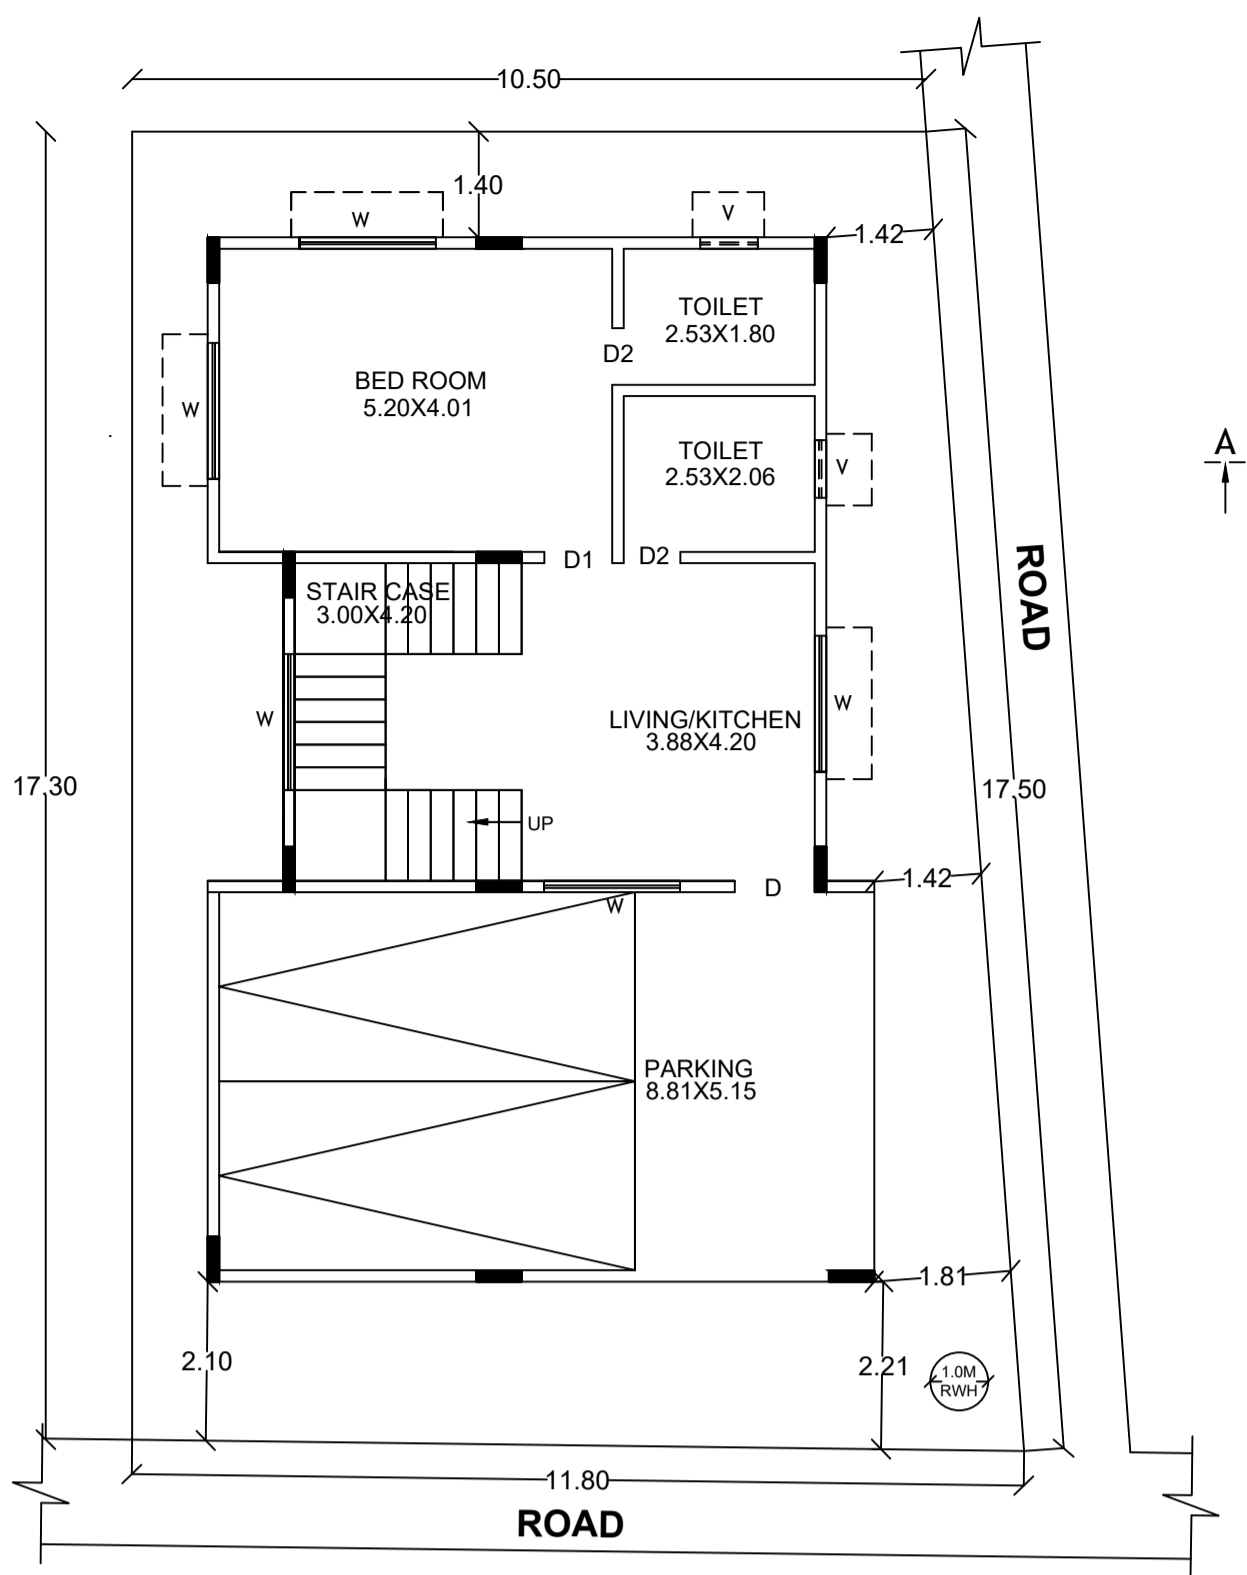 10.50
1.40
W
V
1.42
TOILET
2.53X1.80
D2
BED ROOM
5.20X4.01
W
TOILET
2.53X2.06
V
A
D1
D2
STAIR CASE
3.00X4.20
ROAD
W
LIVING/KITCHEN
3.88X4.20
W
17.30
17.50
UP
1.42
D
W
PARKING
8.81X5.15
1.81
2.10
2.21
1.0M
RWH
11.80
ROAD